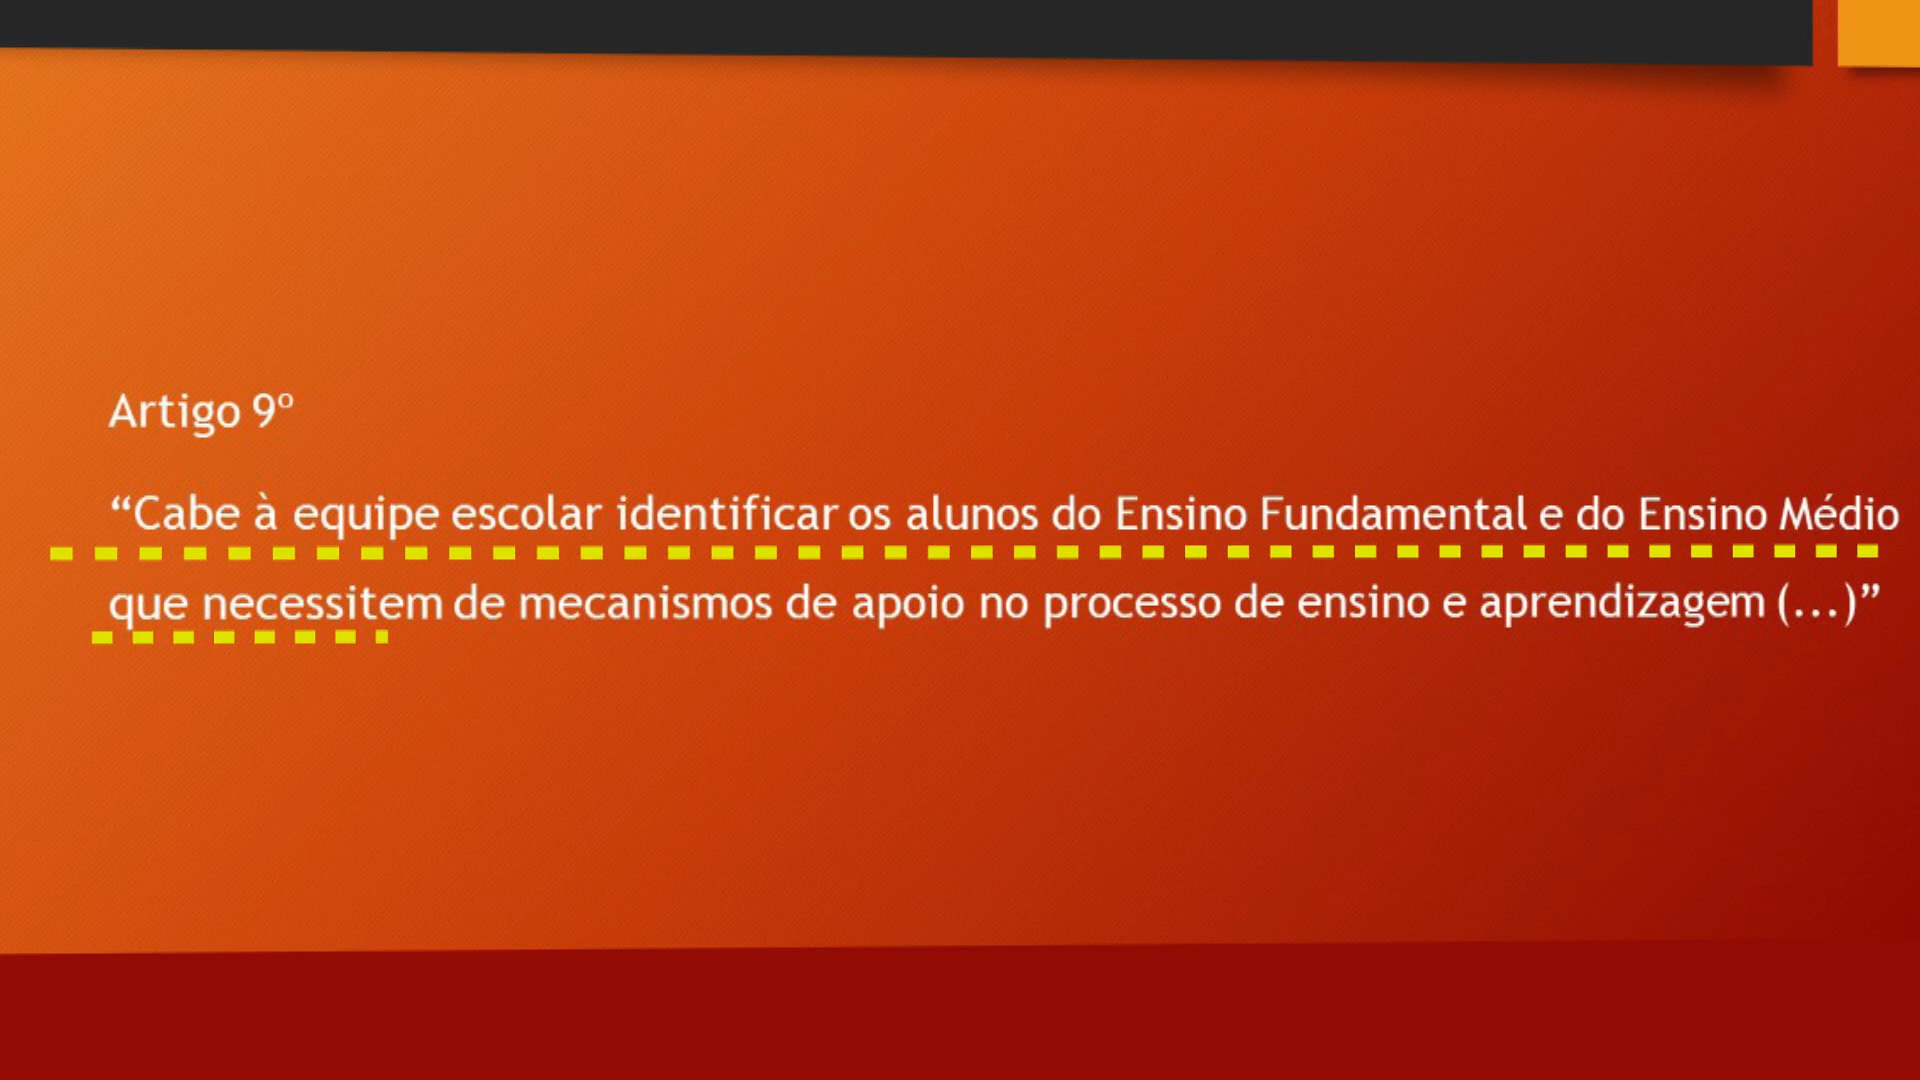 Artigo 9º
“Cabe à equipe escolar identificar os alunos do Ensino Fundamental e do Ensino Médio
que necessitem de mecanismos de apoio no processo de ensino e aprendizagem (...)”